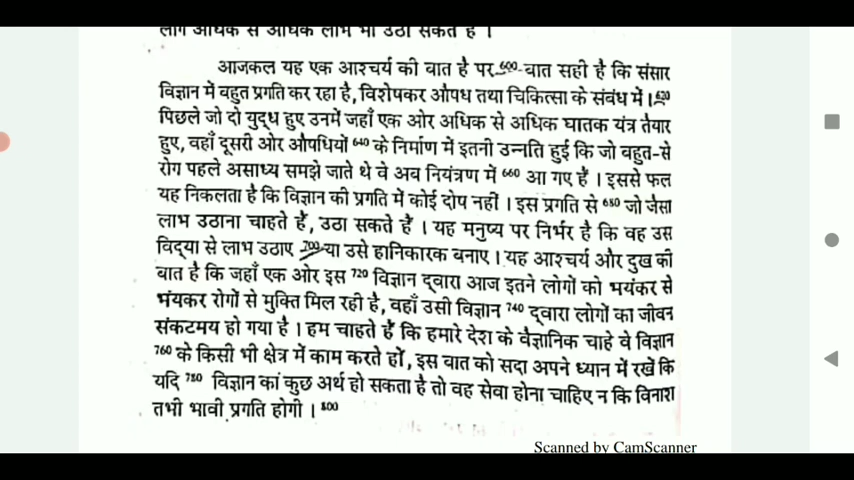 लोग अधिक से अधिक लाभ भी उठा सकते हैं ।
आजकल यह एक आश्चर्य की बात है पर 600 बात सही है कि संसार
विज्ञान में बहुत प्रगति कर रहा है, विशेषकर औषध तथा चिकित्सा के संबंध में । 620
पिछले जो दो युद्ध हुए उनमें जहाँ एक ओर अधिक से अधिक घातक यंत्र तैयार
हुए, वहाँ दूसरी ओर औषधियों 640 के निर्माण में इतनी उन्नति हुई कि जो बहुत-से
रोग पहले असाध्य समझे जाते थे वे अब नियंत्रण में 660 आ गए हैं । इससे फल
यह निकलता है कि विज्ञान की प्रगति में कोई दोष नहीं । इस प्रगति से 680 जो जैसा
लाभ उठाना चाहते हैं, उठा सकते हैं । यह मनुष्य पर निर्भर है कि वह उस
विद्या से लाभ उठाए 700 या उसे हानिकारक बनाए । यह आश्चर्य और दुख की
बात है कि जहाँ एक ओर इस 720 विज्ञान द्वारा आज इतने लोगों को भयंकर से
भंयकर रोगों से मुक्ति मिल रही है, वहाँ उसी विज्ञान 740 द्वारा लोगों का जीवन
संकटमय हो गया है । हम चाहते हैं कि हमारे देश के वैज्ञानिक चाहे वे विज्ञान
760 के किसी भी क्षेत्र में काम करते हों, इस बात को सदा अपने ध्यान में रखें कि
यदि 780 विज्ञान का कुछ अर्थ हो सकता है तो वह सेवा होना चाहिए न कि विनाश
तभी भावी प्रगति होगी । 800
Scanned by CamScanner